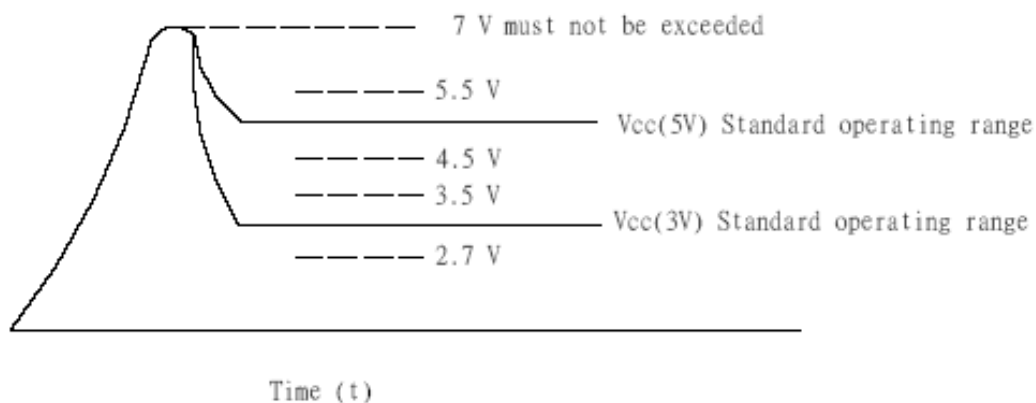 7 V must not be exceeded
5.5 V
Vcc(5V) Standard operating range
4.5 V
3.5 V
Vcc(3V) Standard operating range
2.7 V
Time (t)